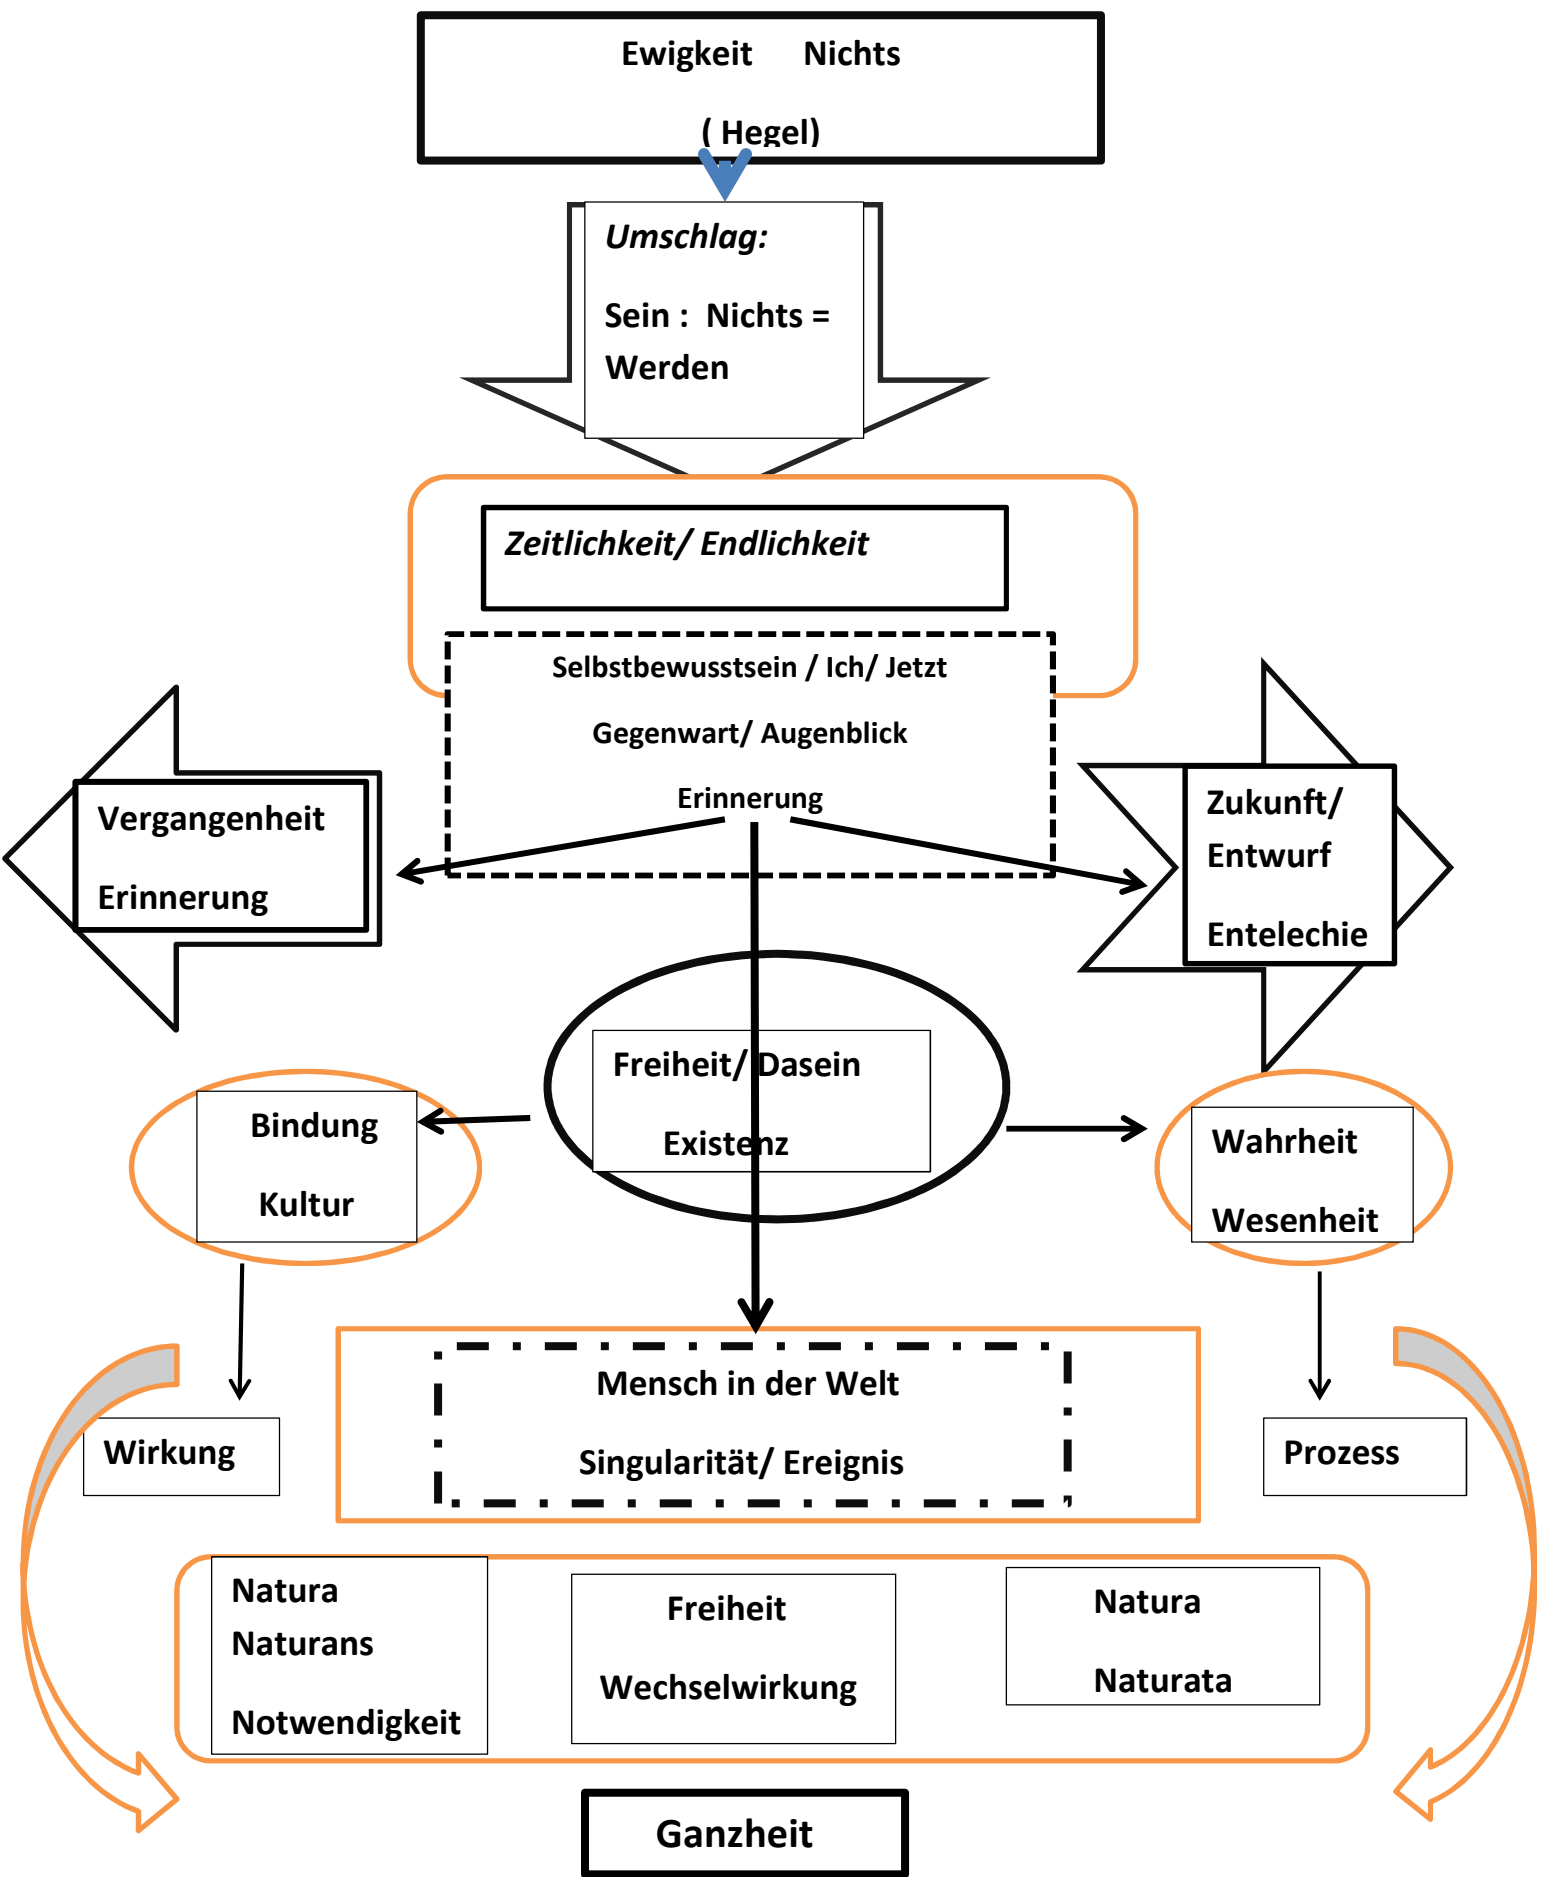 Ewigkeit Nichts
( Hegel)
Umschlag:
Sein : Nichts =
Werden
Zeitlichkeit/ Endlichkeit
Selbstbewusstsein / Ich/ Jetzt
Gegenwart/ Augenblick
Erinnerung
Vergangenheit
Erinnerung
Zukunft/
Entwurf
Entelechie
Freiheit/ Dasein
Existenz
Bindung
Kultur
Wahrheit
Wesenheit
Mensch in der Welt
Singularität/ Ereignis
Wirkung
Prozess
Natura
Naturans
Notwendigkeit
Freiheit
Wechselwirkung
Natura
Naturata
Ganzheit